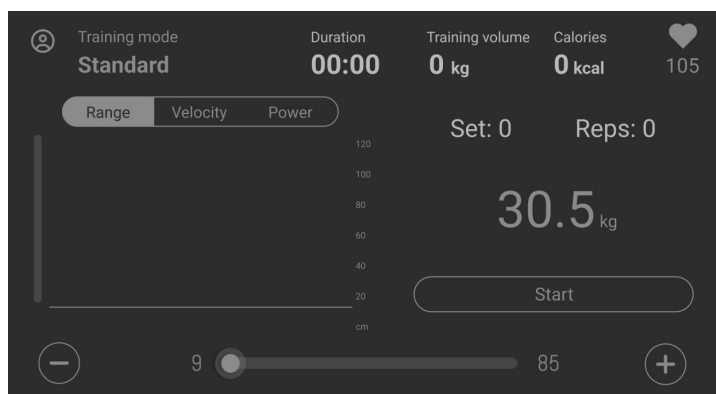 Training mode
Standard
Duration
00:00
Training volume
0 kg
Calories
0 kcal
105
Range Velocity Power
120
100
80
60
40
20
cm
Set: 0 Reps: 0
30.5 kg
Start
9 85